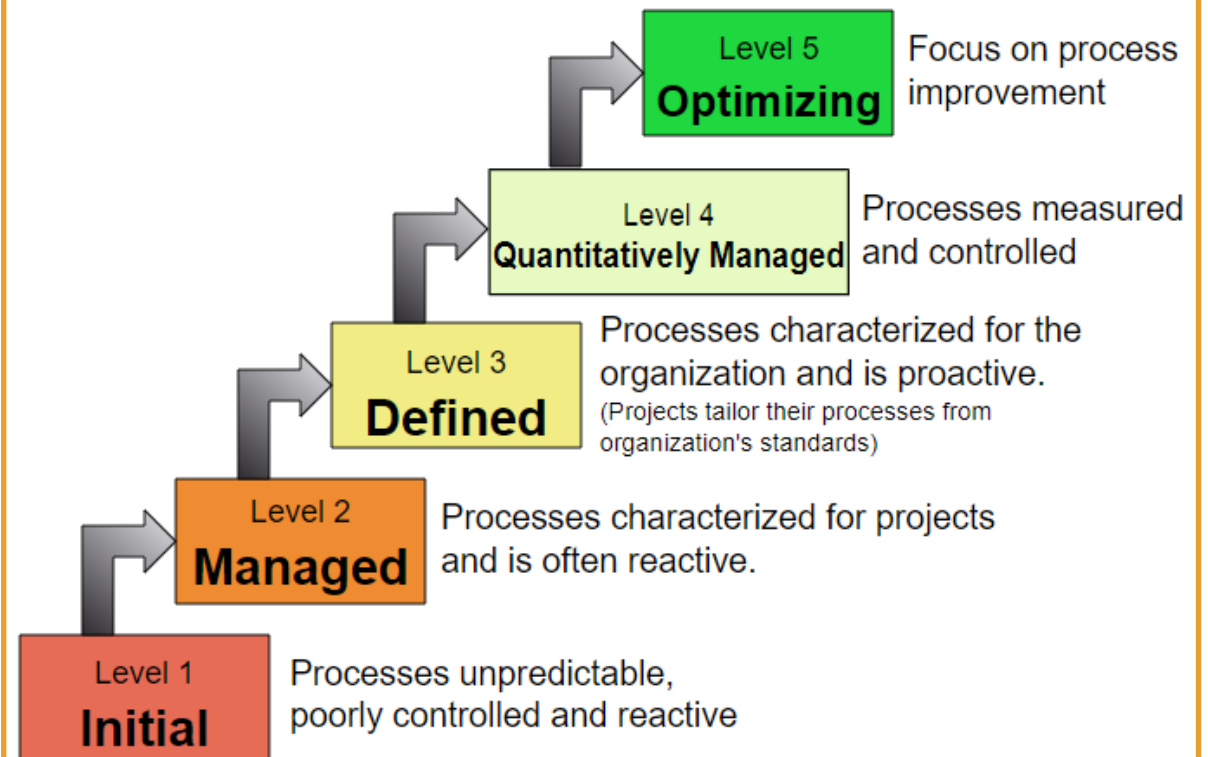 Level 5
Optimizing
Focus on process
improvement
Level 4
Quantitatively Managed
Processes measured
and controlled
Level 3
Defined
Processes characterized for the
organization and is proactive.
(Projects tailor their processes from
organization's standards)
Level 2
Managed
Processes characterized for projects
and is often reactive.
Level 1
Initial
Processes unpredictable,
poorly controlled and reactive